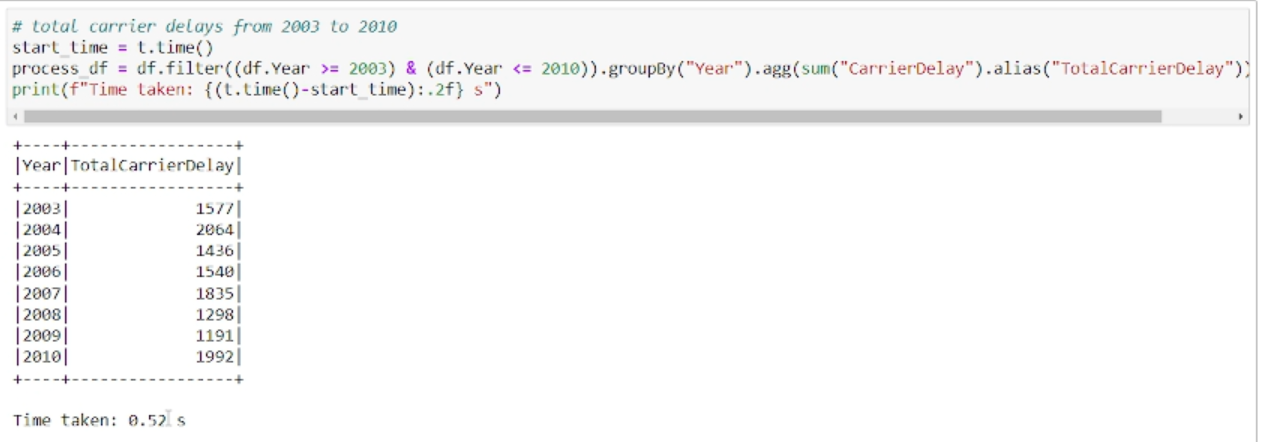 # total carrier delays from 2003 to 2010
start_time = t.time()
process_df = df.filter((df.Year >= 2003) & (df.Year <= 2010)).groupBy("Year").agg(sum("CarrierDelay").alias("TotalCarrierDelay"))
print(f"Time taken: {(t.time()-start_time):.2f} s")
+----+-----------------+
|Year|TotalCarrierDelay|
+----+-----------------+
|2003|             1577|
|2004|             2064|
|2005|             1436|
|2006|             1540|
|2007|             1835|
|2008|             1298|
|2009|             1191|
|2010|             1992|
+----+-----------------+
Time taken: 0.52 s